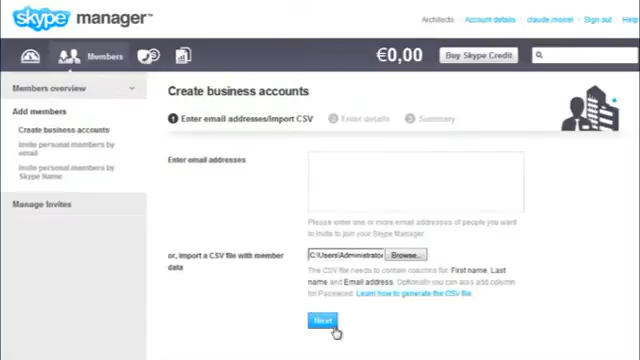 skype manager™
Architects Account details claude.moirel Sign out Help
Members
€0,00
Buy Skype Credit
Members overview
Add members
Create business accounts
Invite personal members by
email
Invite personal members by
Skype Name
Manage Invites
Create business accounts
1 Enter email addresses/Import CSV 2 Enter details 3 Summary
Enter email addresses
Please enter one or more email addresses of people you want
to invite to join your Skype Manager.
or, import a CSV file with member
data
C:\Users\Administrator
Browse...
The CSV file needs to contain columns for: First name, Last
name and Email address. Optionally you can also add column
for Password. Learn how to generate the CSV file.
Next